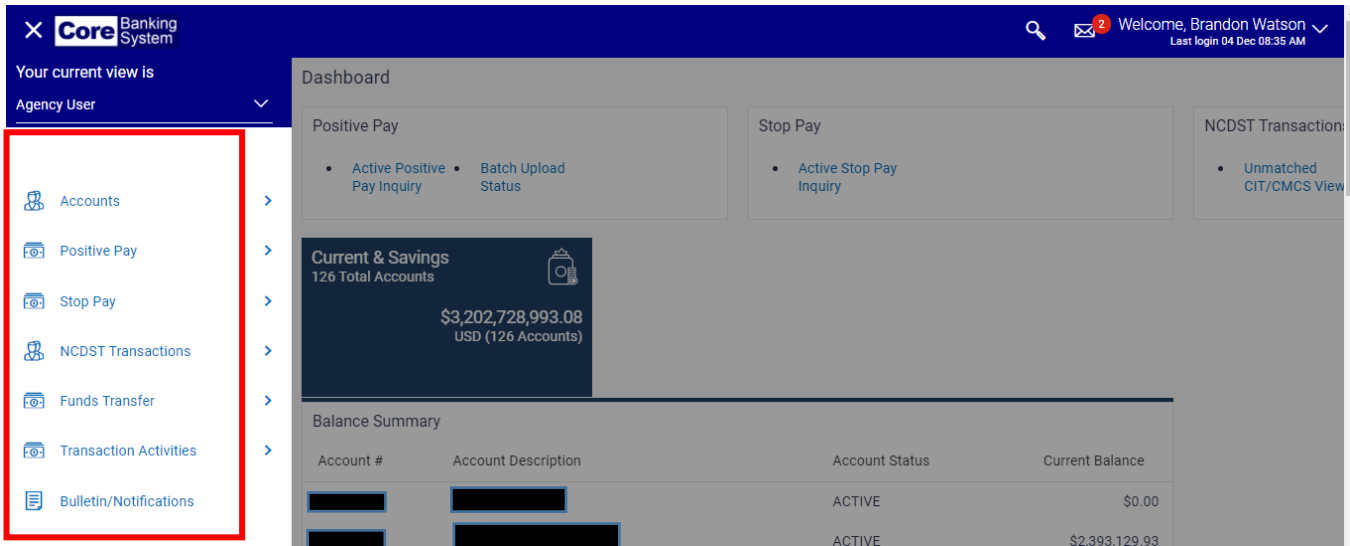 Core Banking System
2
Welcome, Brandon Watson
Last login 04 Dec 08:35 AM
Your current view is
Agency User
Accounts
Positive Pay
Stop Pay
NCDST Transactions
Funds Transfer
Transaction Activities
Bulletin/Notifications
Dashboard
Positive Pay
Active Positive
Pay Inquiry
Batch Upload
Status
Stop Pay
Active Stop Pay
Inquiry
NCDST Transactions
Unmatched
CIT/CMCS View
Current & Savings
126 Total Accounts
$3,202,728,993.08
USD (126 Accounts)
Balance Summary
Account # Account Description Account Status Current Balance
ACTIVE $0.00
ACTIVE $2,393,129.93